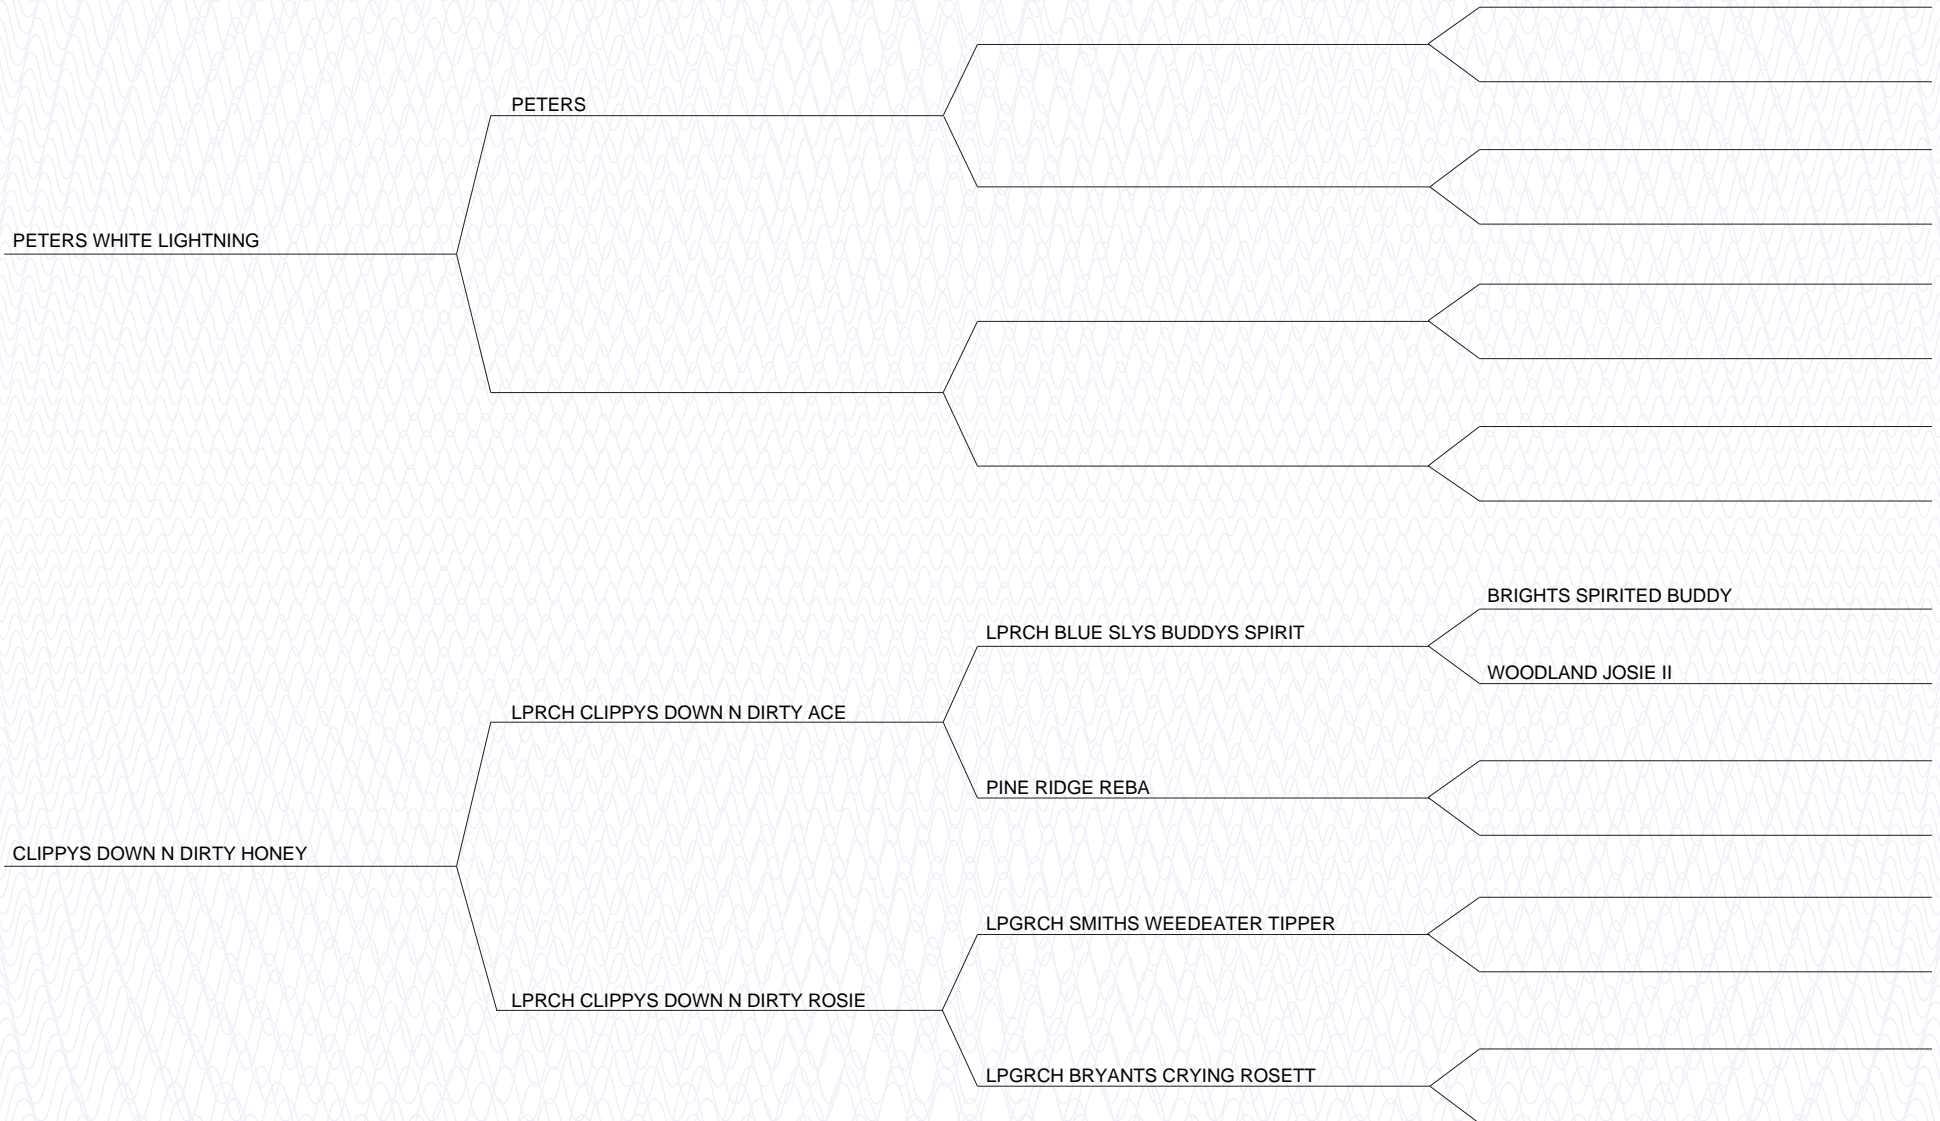 PETERS
PETERS WHITE LIGHTNING
BRIGHTS SPIRITED BUDDY
LPRCH BLUE SLYS BUDDYS SPIRIT
WOODLAND JOSIE II
LPRCH CLIPPYS DOWN N DIRTY ACE
PINE RIDGE REBA
CLIPPYS DOWN N DIRTY HONEY
LPGRCH SMITHS WEEDEATER TIPPER
LPRCH CLIPPYS DOWN N DIRTY ROSIE
LPGRCH BRYANTS CRYING ROSETT